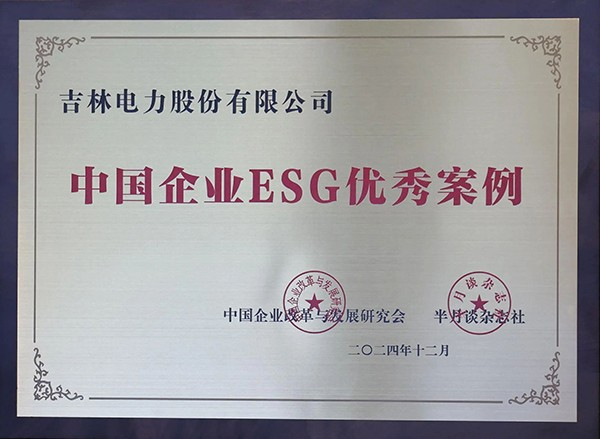 吉林电力股份有限公司
中国企业ESG优秀案例
中国企业改革与发展研究会 半月谈杂志社
二〇二四年十二月